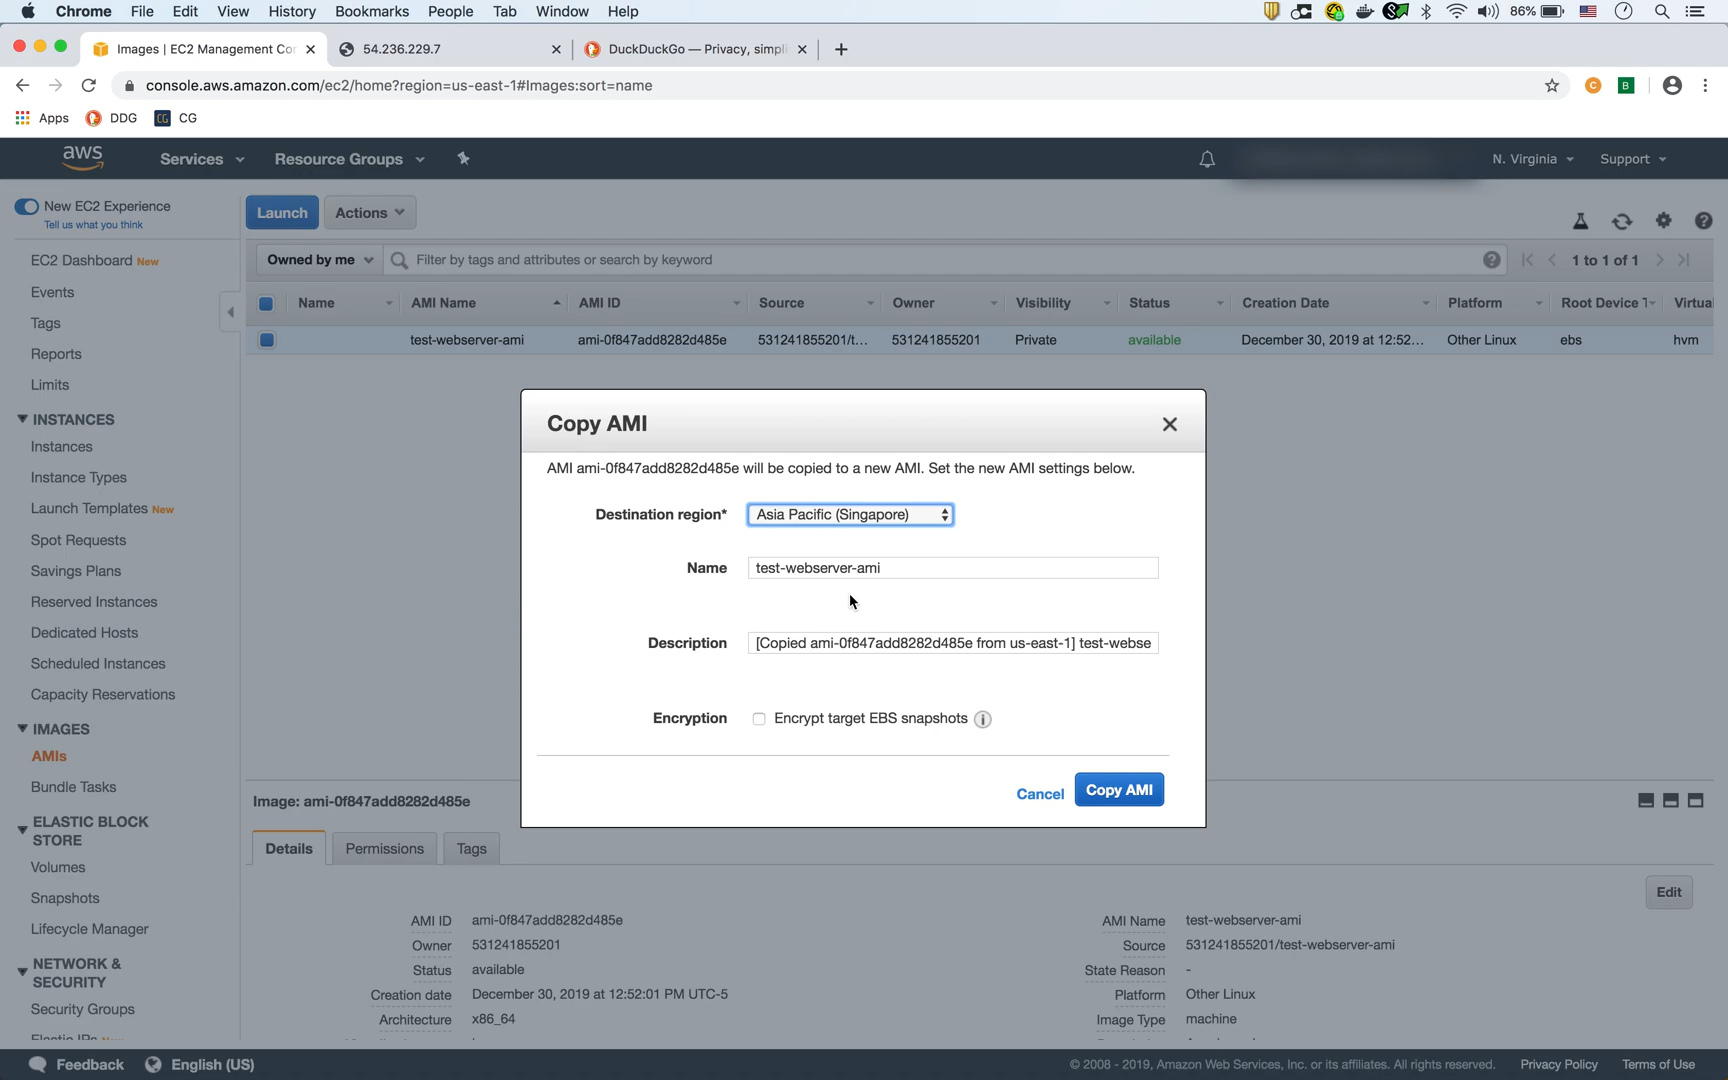 Chrome File Edit View History Bookmarks People Tab Window Help 86%
Images | EC2 Management Co 54.236.229.7 DuckDuckGo — Privacy, simpli
console.aws.amazon.com/ec2/home?region=us-east-1#Images:sort=name
Apps DDG CG CG
aws Services Resource Groups N. Virginia Support
New EC2 Experience
Tell us what you think
Launch Actions
EC2 Dashboard New
Events
Tags
Reports
Limits
INSTANCES
Instances
Instance Types
Launch Templates New
Spot Requests
Savings Plans
Reserved Instances
Dedicated Hosts
Scheduled Instances
Capacity Reservations
IMAGES
AMIs
Bundle Tasks
ELASTIC BLOCK
STORE
Volumes
Snapshots
Lifecycle Manager
NETWORK &
SECURITY
Security Groups
Elastic IPs New
Owned by me Filter by tags and attributes or search by keyword 1 to 1 of 1
Name AMI Name AMI ID Source Owner Visibility Status Creation Date Platform Root Device T Virtual
test-webserver-ami ami-0f847add8282d485e 531241855201/t... 531241855201 Private available December 30, 2019 at 12:52... Other Linux ebs hvm
Copy AMI
AMI ami-0f847add8282d485e will be copied to a new AMI. Set the new AMI settings below.
Destination region* Asia Pacific (Singapore)
Name test-webserver-ami
Description [Copied ami-0f847add8282d485e from us-east-1] test-webse
Encryption Encrypt target EBS snapshots
Cancel Copy AMI
Image: ami-0f847add8282d485e
Details Permissions Tags
Edit
AMI ID ami-0f847add8282d485e AMI Name test-webserver-ami
Owner 531241855201 Source 531241855201/test-webserver-ami
Status available State Reason -
Creation date December 30, 2019 at 12:52:01 PM UTC-5 Platform Other Linux
Architecture x86_64 Image Type machine
Feedback English (US) © 2008 - 2019, Amazon Web Services, Inc. or its affiliates. All rights reserved. Privacy Policy Terms of Use